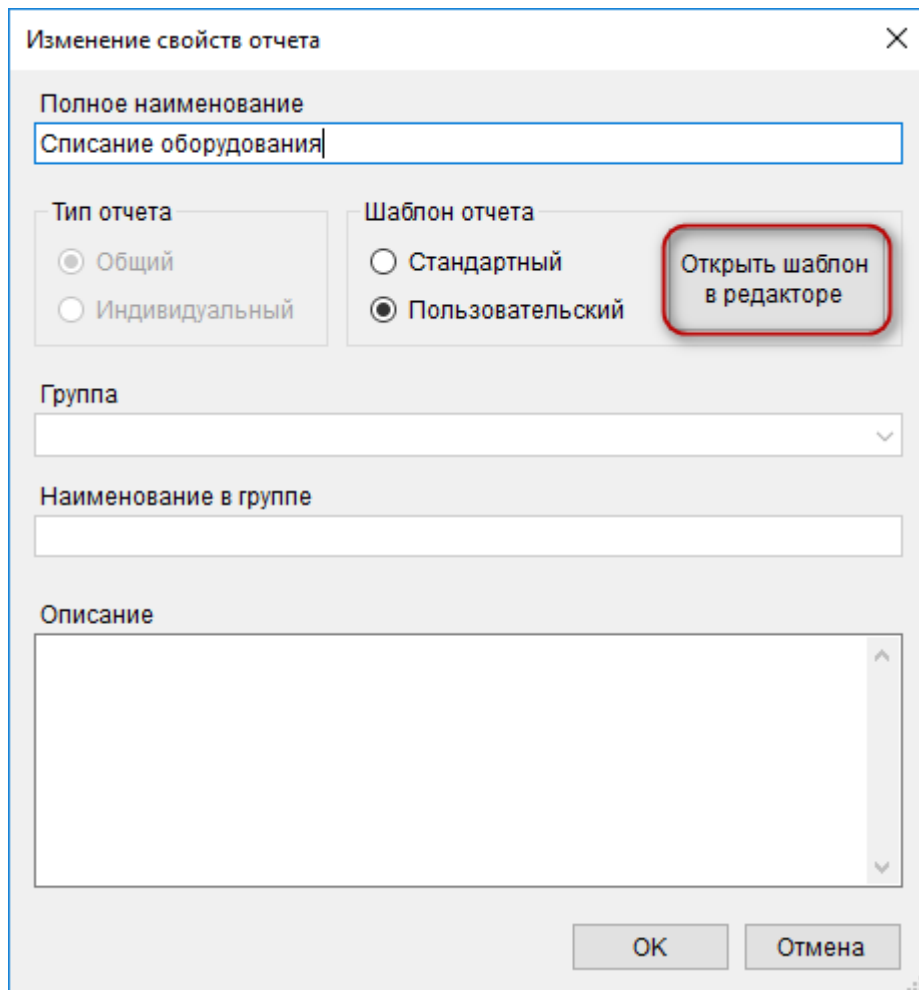 Изменение свойств отчета
Полное наименование
Списание оборудования
Тип отчета
Шаблон отчета
Общий
Стандартный
Открыть шаблон
в редакторе
Индивидуальный
Пользовательский
Группа
Наименование в группе
Описание
OK
Отмена